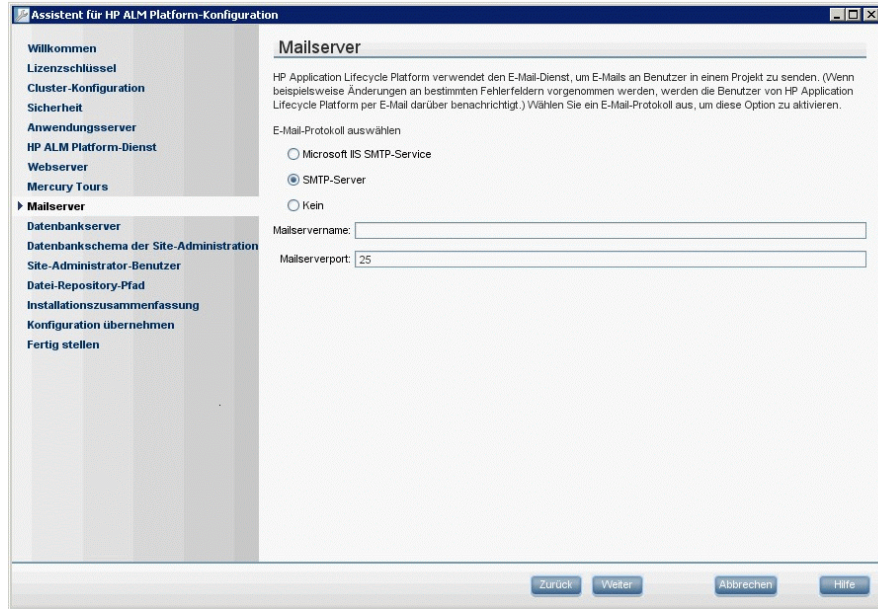 Assistent für HP ALM Platform-Konfiguration
Willkommen
Lizenzschlüssel
Cluster-Konfiguration
Sicherheit
Anwendungsserver
HP ALM Platform-Dienst
Webserver
Mercury Tours
Mailserver
Datenbankserver
Datenbankschema der Site-Administration
Site-Administrator-Benutzer
Datei-Repository-Pfad
Installationszusammenfassung
Konfiguration übernehmen
Fertig stellen
Mailserver
HP Application Lifecycle Platform verwendet den E-Mail-Dienst, um E-Mails an Benutzer in einem Projekt zu senden. (Wenn
beispielsweise Änderungen an bestimmten Fehlerfeldern vorgenommen werden, werden die Benutzer von HP Application
Lifecycle Platform per E-Mail darüber benachrichtigt.) Wählen Sie ein E-Mail-Protokoll aus, um diese Option zu aktivieren.
E-Mail-Protokoll auswählen
Microsoft IIS SMTP-Service
SMTP-Server
Kein
Mailservername:
Mailserverport: 25
Zurück Weiter Abbrechen Hilfe